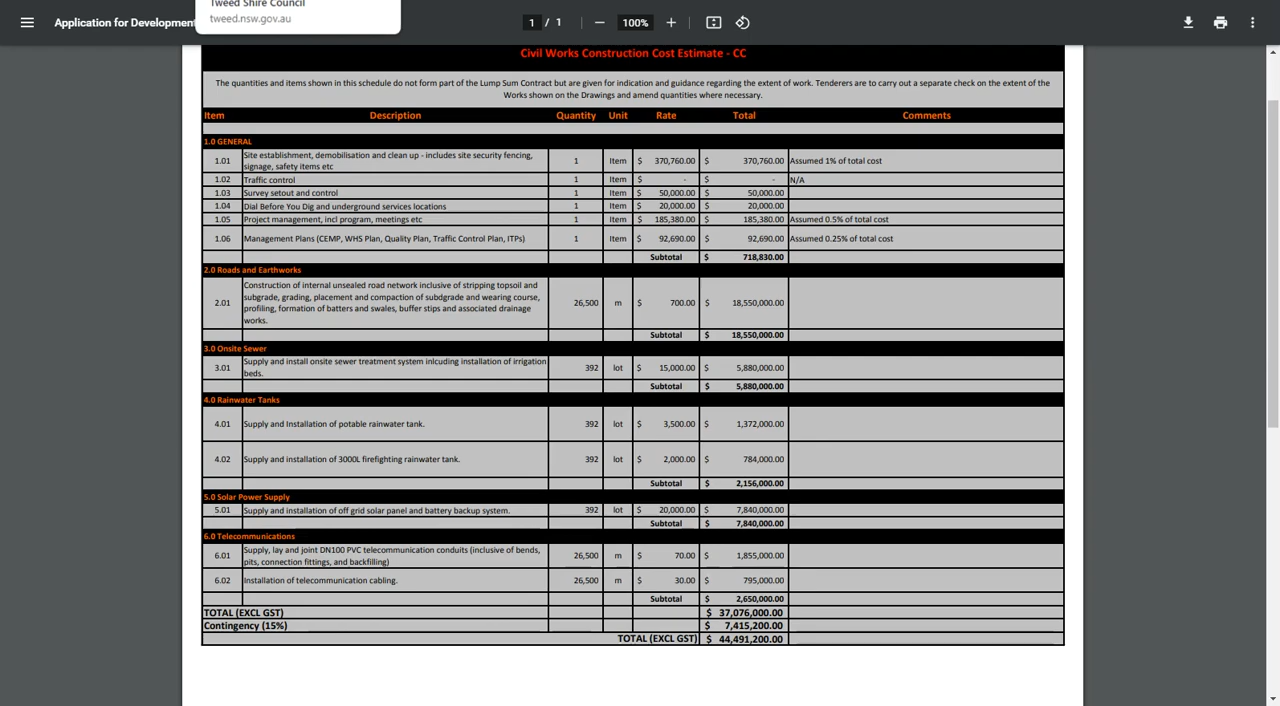 Tweed Shire Council
tweed.nsw.gov.au
Application for Development
1 / 1
100%
Civil Works Construction Cost Estimate - CC
The quantities and items shown in this schedule do not form part of the Lump Sum Contract but are given for indication and guidance regarding the extent of work. Tenderers are to carry out a separate check on the extent of the
Works shown on the Drawings and amend quantities where necessary.
Item Description Quantity Unit Rate Total Comments
1.0 GENERAL
1.01 Site establishment, demobilisation and clean up - includes site security fencing, 1 Item $ 370,760.00 $ 370,760.00 Assumed 1% of total cost
signage, safety items etc
1.02 Traffic control 1 Item $ - $ - N/A
1.03 Survey setout and control 1 Item $ 50,000.00 $ 50,000.00
1.04 Dial Before You Dig and underground services locations 1 Item $ 20,000.00 $ 20,000.00
1.05 Project management, incl program, meetings etc 1 Item $ 185,380.00 $ 185,380.00 Assumed 0.5% of total cost
1.06 Management Plans (CEMP, WHS Plan, Quality Plan, Traffic Control Plan, ITPs) 1 Item $ 92,690.00 $ 92,690.00 Assumed 0.25% of total cost
Subtotal $ 718,830.00
2.0 Roads and Earthworks
Construction of internal unsealed road network inclusive of stripping topsoil and
subgrade, grading, placement and compaction of subdgrade and wearing course,
2.01 profiling, formation of batters and swales, buffer stips and associated drainage 26,500 m $ 700.00 $ 18,550,000.00
works.
Subtotal $ 18,550,000.00
3.0 Onsite Sewer
3.01 Supply and install onsite sewer treatment system inlcuding installation of irrigation 392 lot $ 15,000.00 $ 5,880,000.00
beds.
Subtotal $ 5,880,000.00
4.0 Rainwater Tanks
4.01 Supply and Installation of potable rainwater tank. 392 lot $ 3,500.00 $ 1,372,000.00
4.02 Supply and installation of 3000L firefighting rainwater tank. 392 lot $ 2,000.00 $ 784,000.00
Subtotal $ 2,156,000.00
5.0 Solar Power Supply
5.01 Supply and installation of off grid solar panel and battery backup system. 392 lot $ 20,000.00 $ 7,840,000.00
Subtotal $ 7,840,000.00
6.0 Telecommunications
6.01 Supply, lay and joint DN100 PVC telecommunication conduits (inclusive of bends, 26,500 m $ 70.00 $ 1,855,000.00
pits, connection fittings, and backfilling)
6.02 Installation of telecommunication cabling. 26,500 m $ 30.00 $ 795,000.00
Subtotal $ 2,650,000.00
TOTAL (EXCL GST) $ 37,076,000.00
Contingency (15%) $ 7,415,200.00
TOTAL (EXCL GST) $ 44,491,200.00